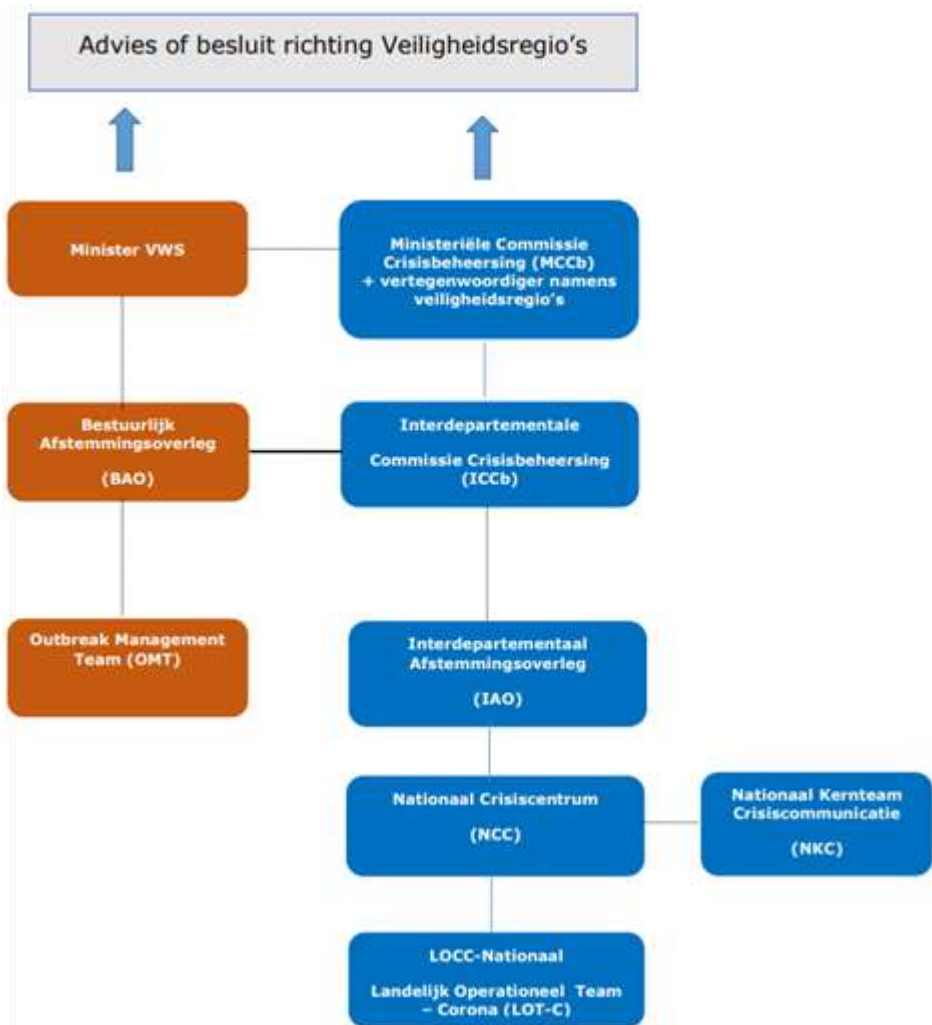 Advies of besluit richting Veiligheidsregio's
Minister VWS
Ministeriële Commissie
Crisisbeheersing (MCCb)
+ vertegenwoordiger namens
veiligheidsregio's
Bestuurlijk
Afstemmingsoverleg
(BAO)
Interdepartementale
Commissie Crisisbeheersing
(ICCb)
Outbreak Management
Team (OMT)
Interdepartementaal
Afstemmingsoverleg
(IAO)
Nationaal Crisiscentrum
(NCC)
Nationaal Kernteam
Crisiscommunicatie
(NKC)
LOCC-Nationaal
Landelijk Operationeel Team
– Corona (LOT-C)